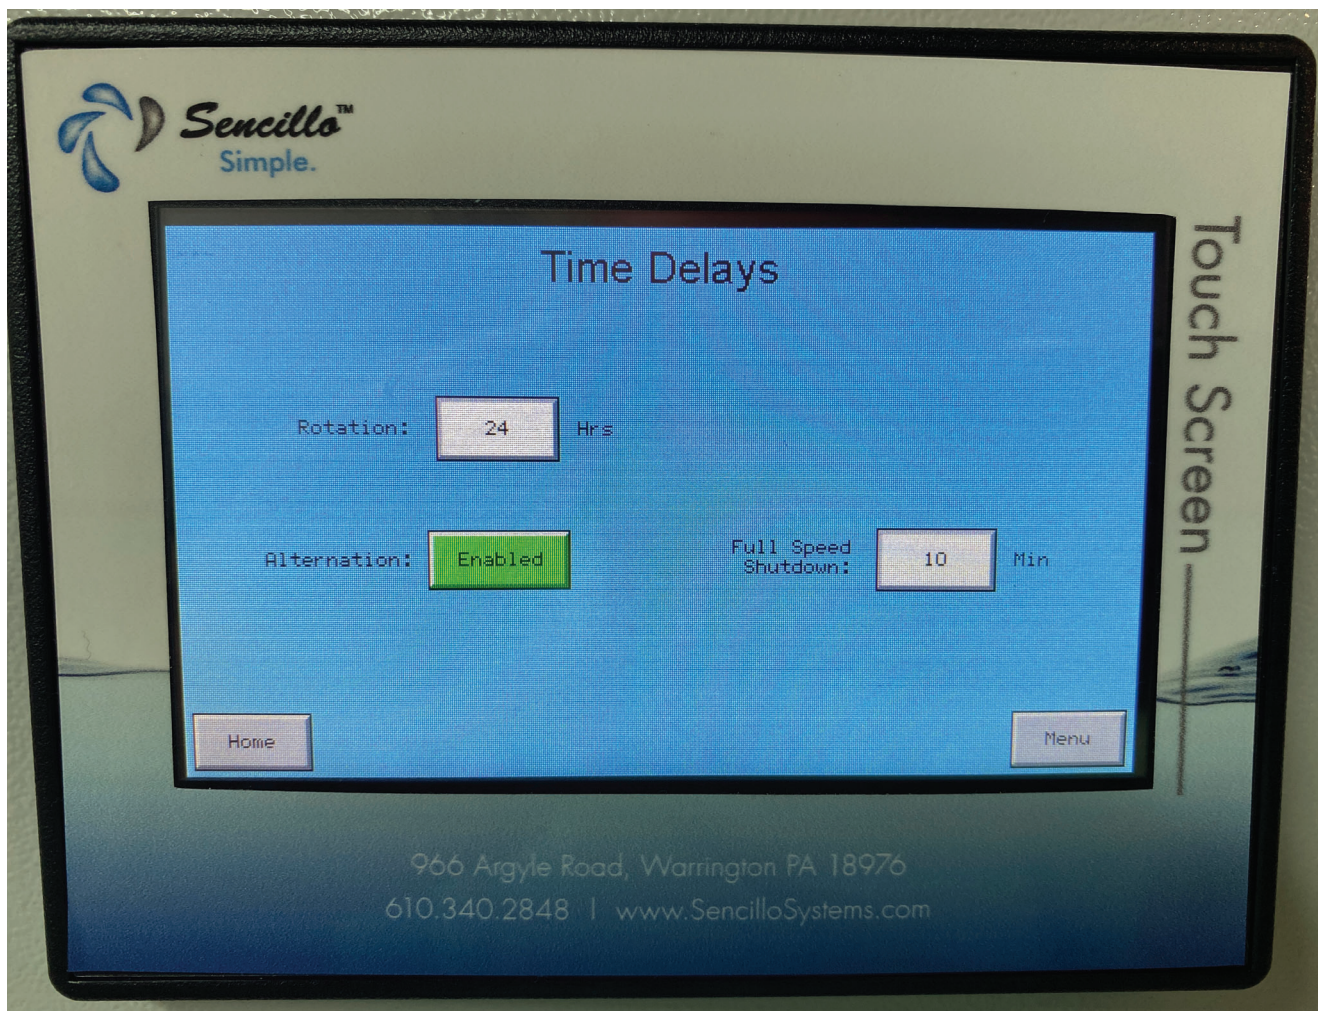 Sencillo™
Simple.
Time Delays
Rotation: 24 Hrs
Alternation: Enabled
Full Speed
Shutdown: 10 Min
Home
Menu
Touch Screen
966 Argyle Road, Warrington PA 18976
610.340.2848 | www.SencilloSystems.com